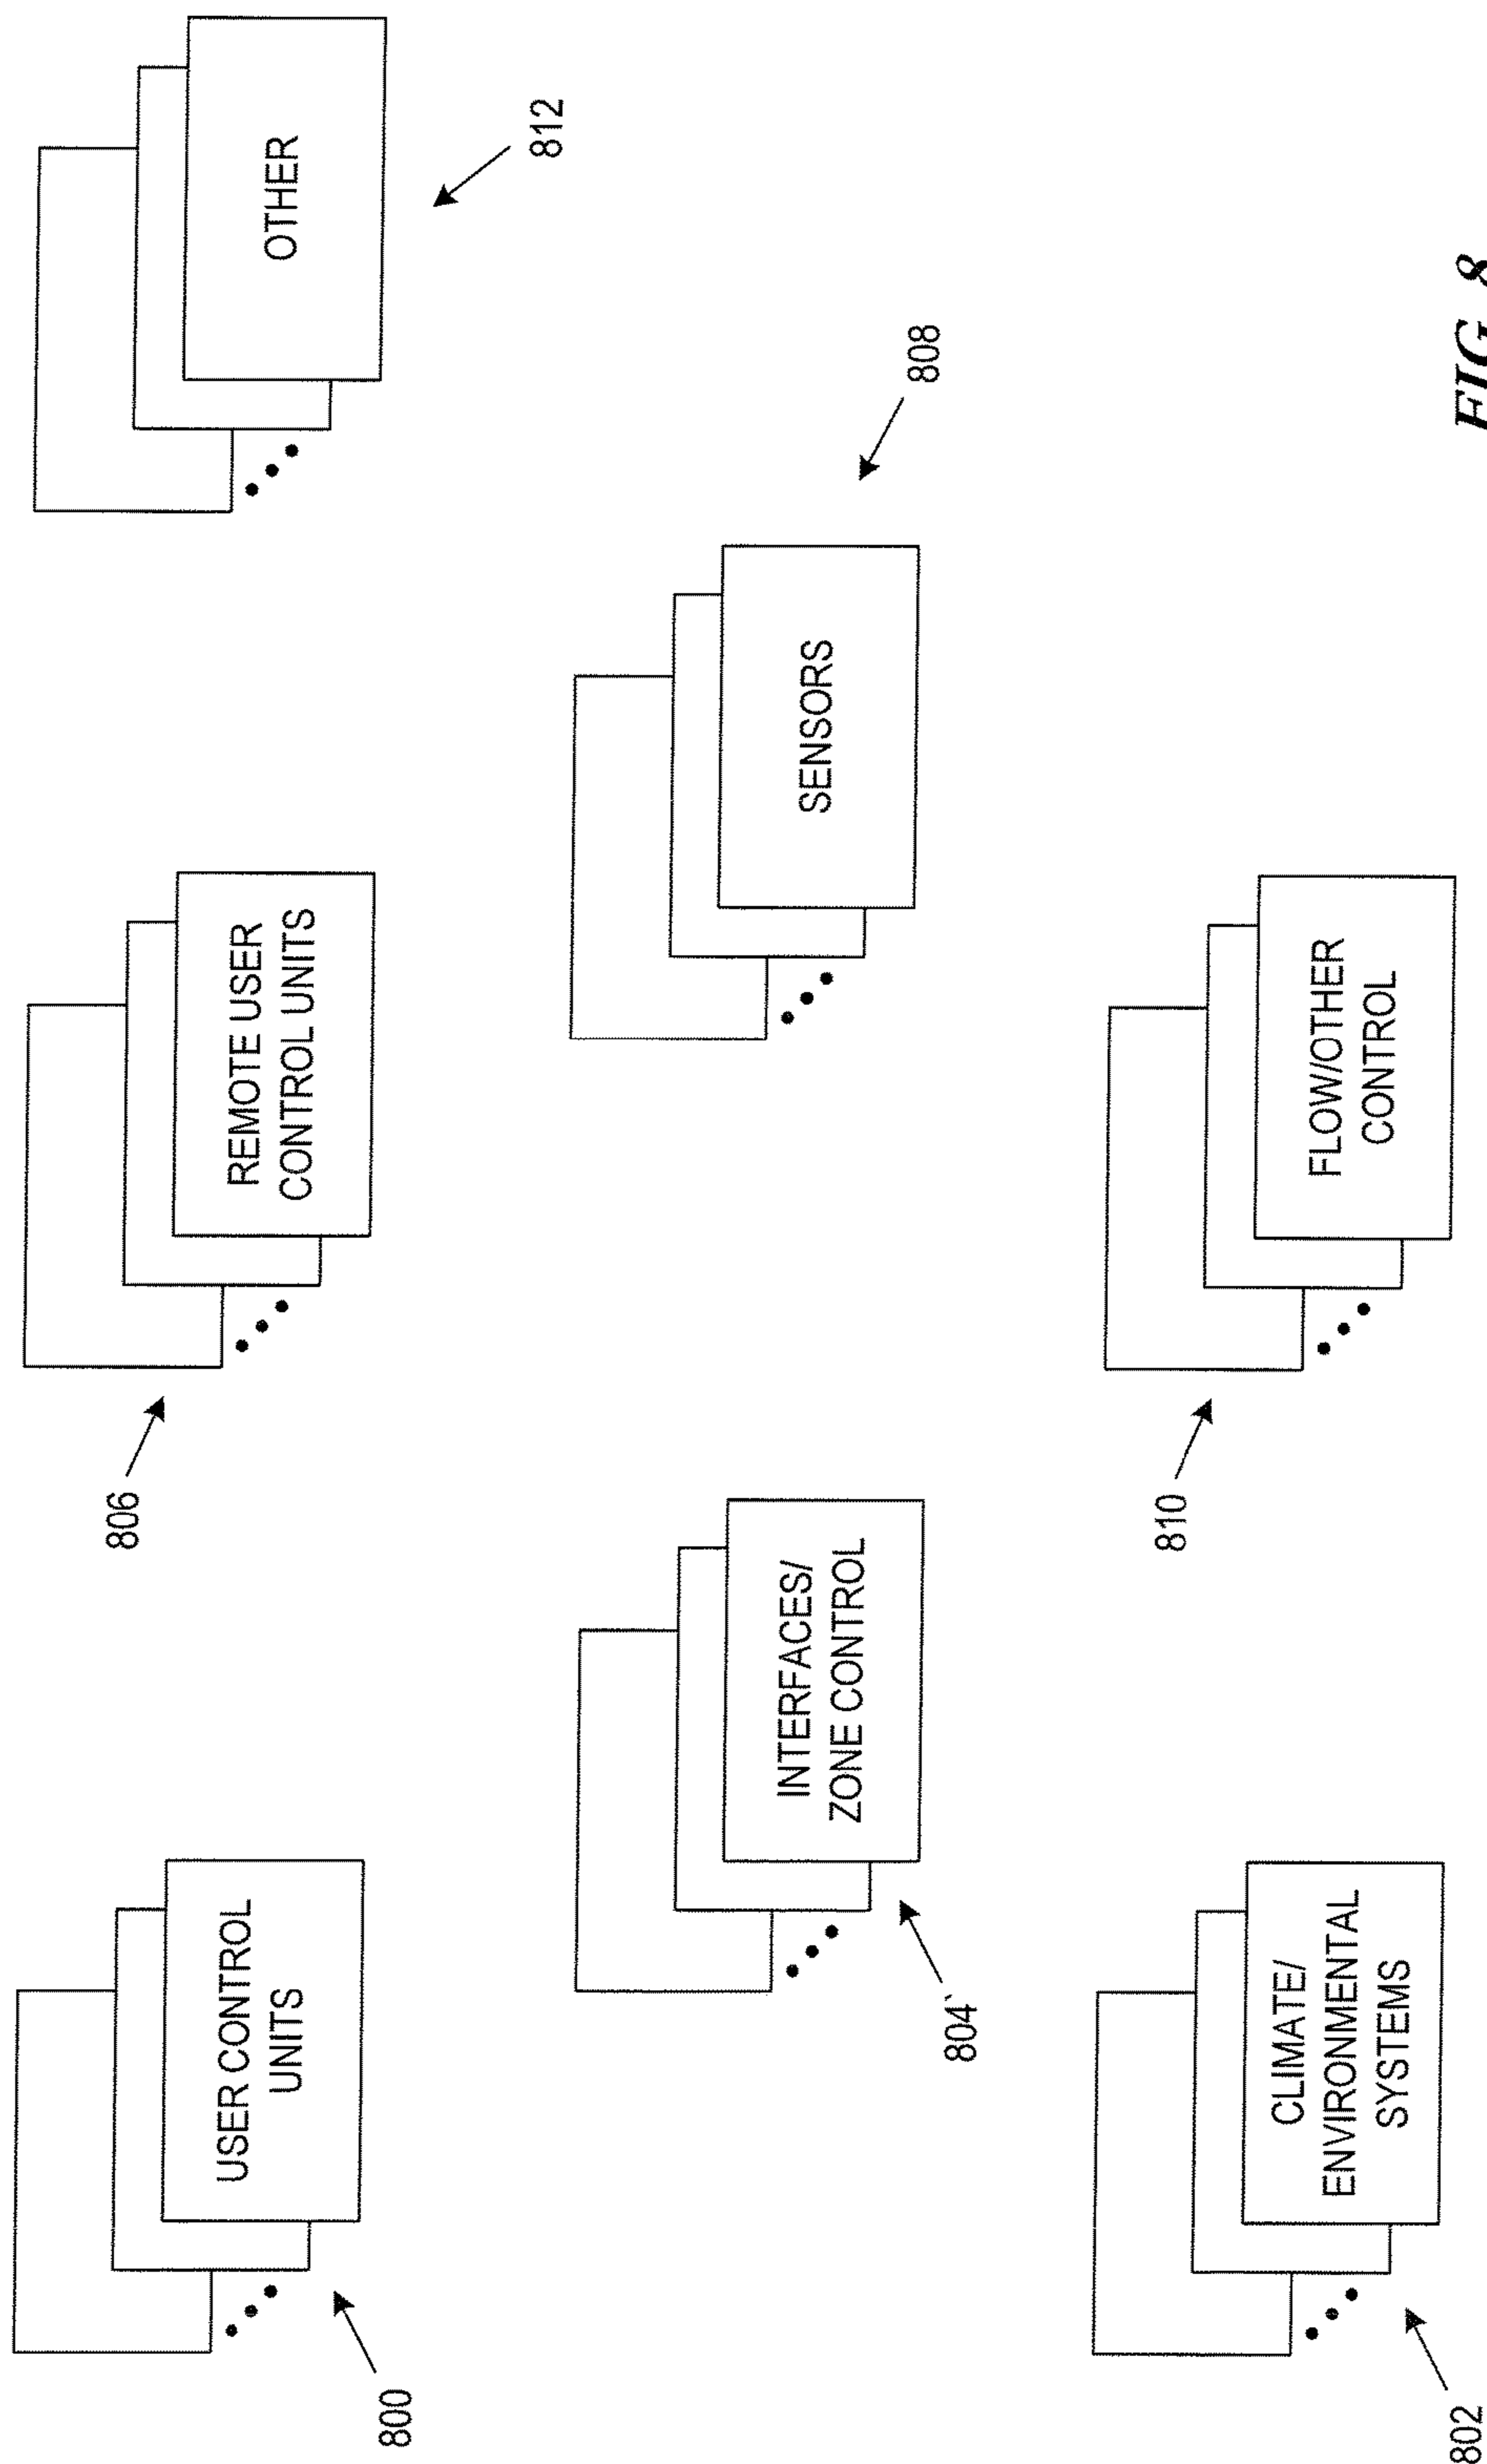 USER CONTROL
UNITS
800
806
REMOTE USER
CONTROL UNITS
OTHER
812
INTERFACES/
ZONE CONTROL
804`
SENSORS
808
CLIMATE/
ENVIRONMENTAL
SYSTEMS
802
810
FLOW/OTHER
CONTROL
FIG. 8